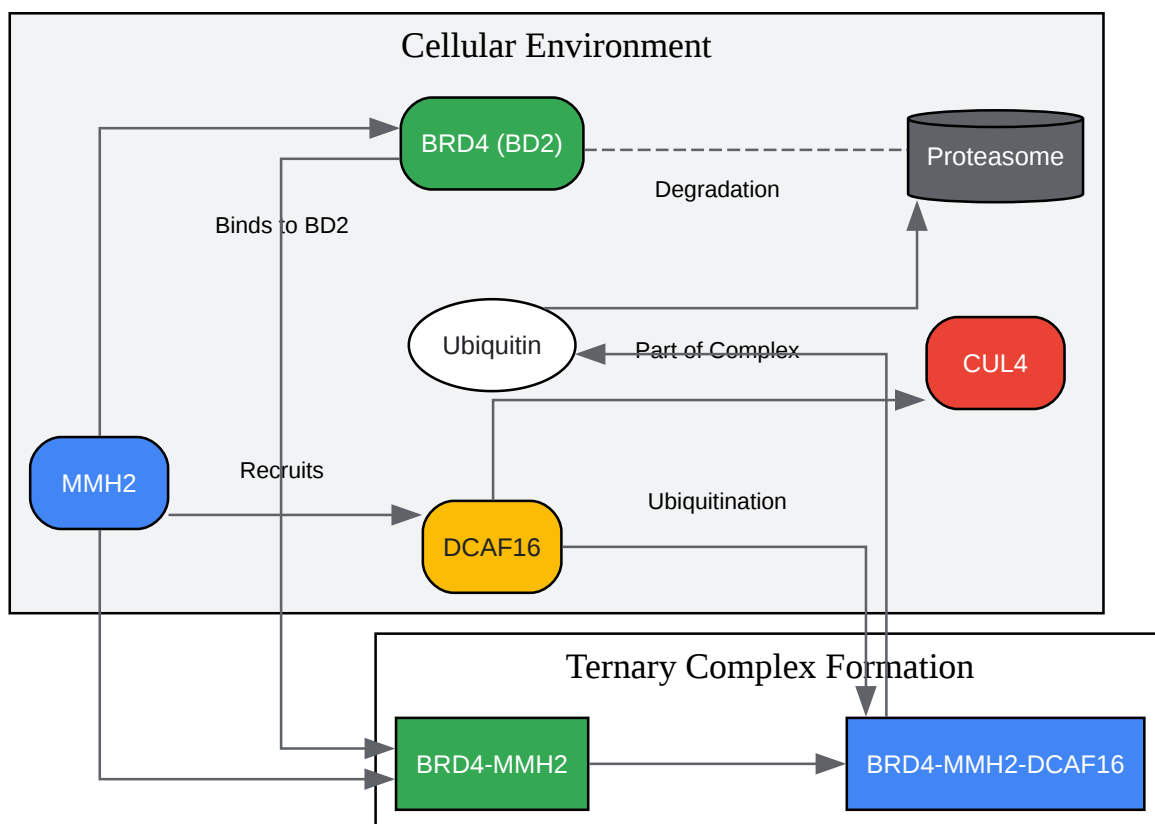 Cellular Environment
BRD4 (BD2)
Proteasome
Degradation
Binds to BD2
Ubiquitin
Part of Complex
CUL4
MMH2
Recruits
Ubiquitination
DCAF16
Ternary Complex Formation
BRD4-MMH2
BRD4-MMH2-DCAF16